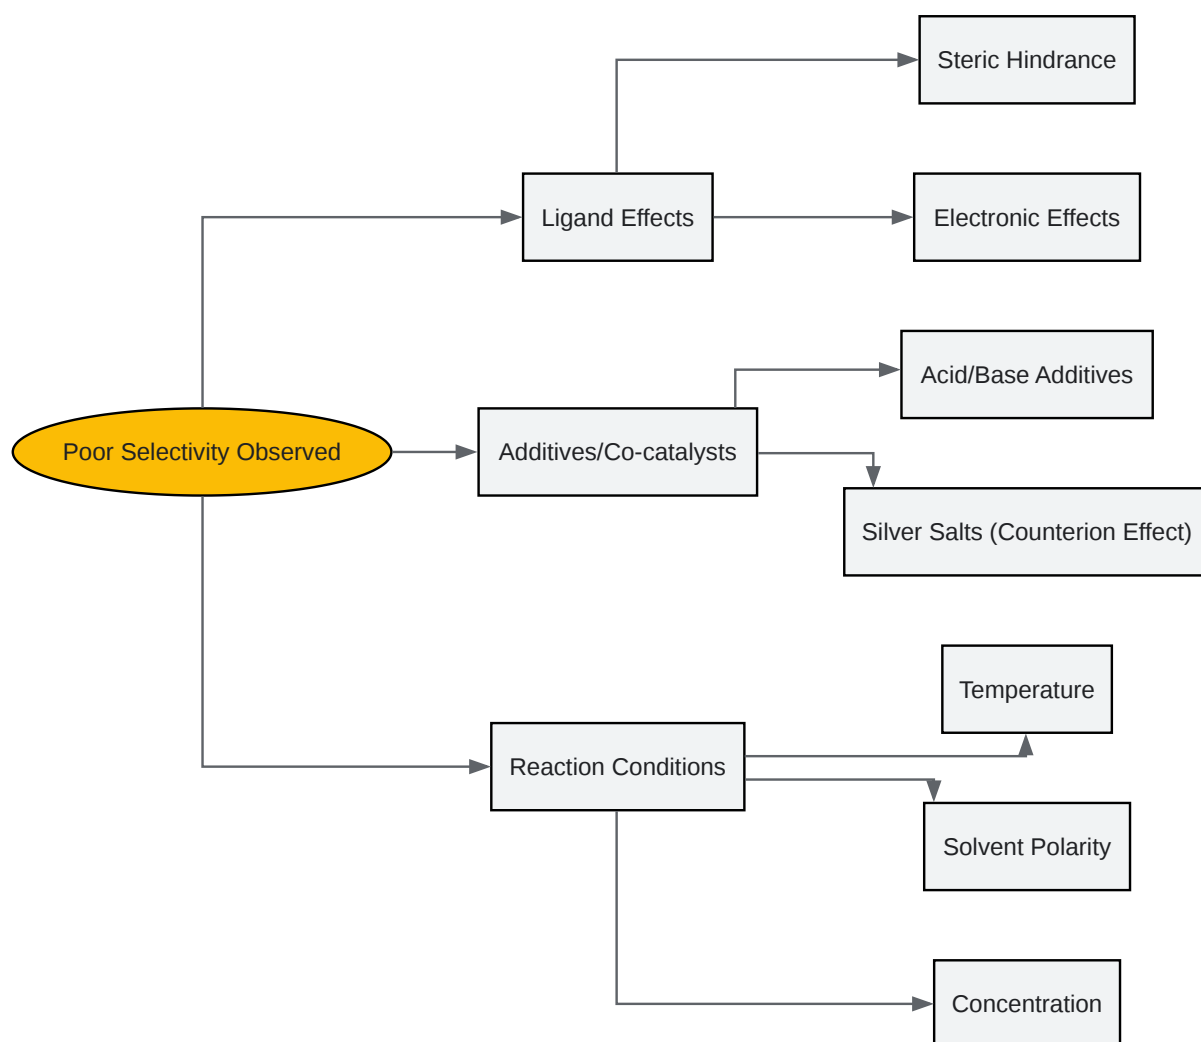 Steric Hindrance
Ligand Effects
Electronic Effects
Acid/Base Additives
Poor Selectivity Observed
Additives/Co-catalysts
Silver Salts (Counterion Effect)
Temperature
Reaction Conditions
Solvent Polarity
Concentration